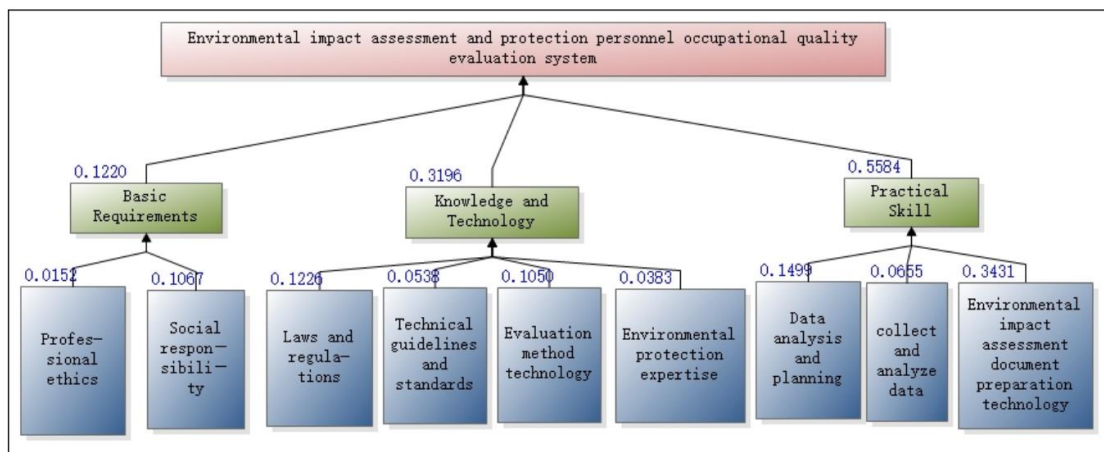 Environmental impact assessment and protection personnel occupational quality
evaluation system
0.1220
Basic
Requirements
0.3196
Knowledge and
Technology
0.5584
Practical
Skill
0.0152
Profes-
sional
ethics
0.1067
Social
respon-
sibili-
ty
0.1226
Laws and
regula-
tions
0.0538
Technical
guidelines
and
standards
0.1050
Evaluation
method
technology
0.0383
Environmental
protection
expertise
0.1499
Data
analysis
and
planning
0.0655
collect
and
analyze
data
0.3431
Environmental
impact
assessment
document
preparation
technology